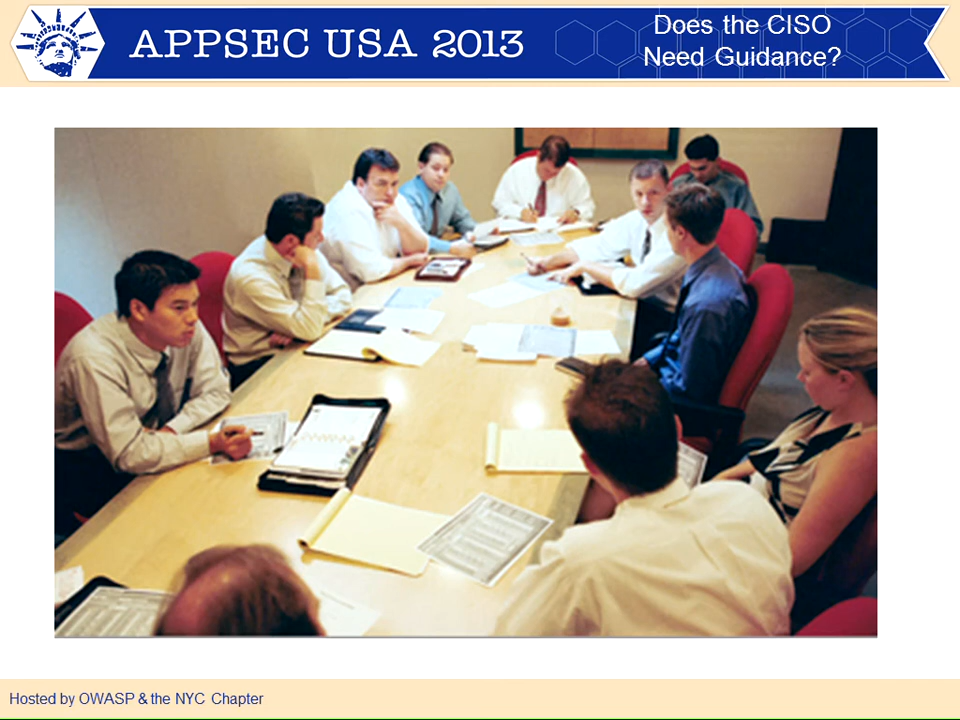 APPSEC USA 2013
Does the CISO
Need Guidance?
Hosted by OWASP & the NYC Chapter